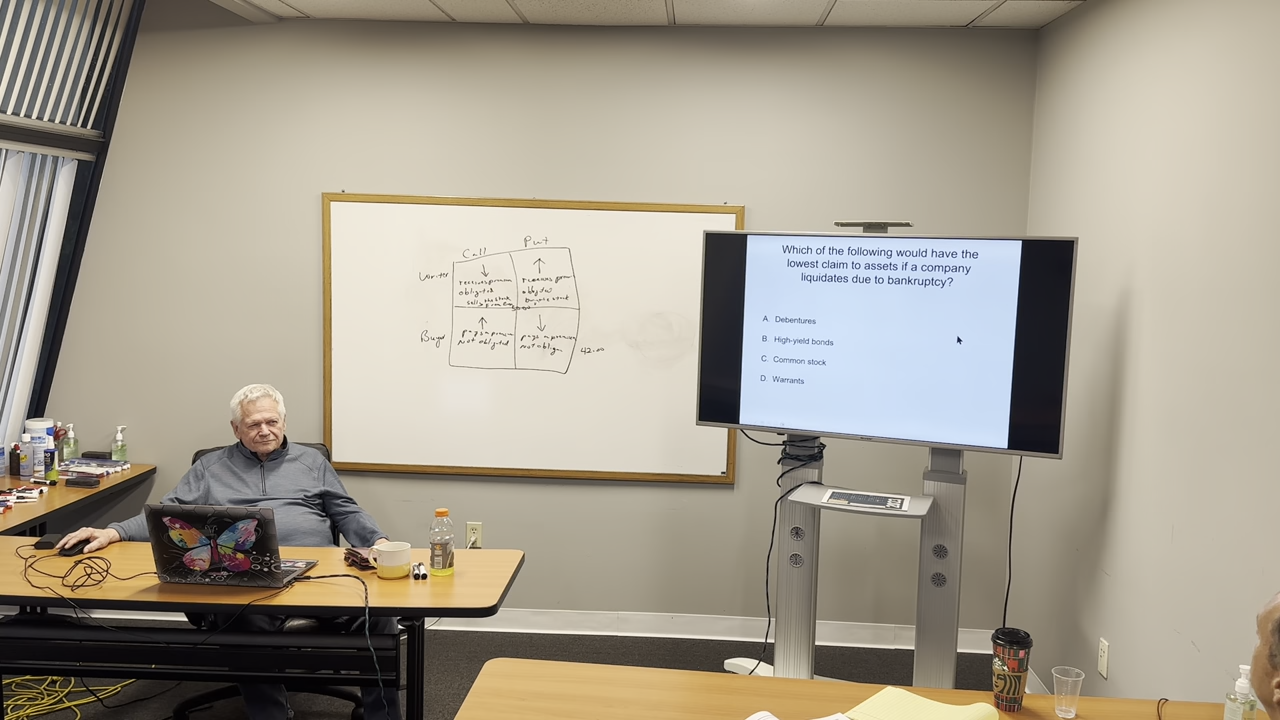 Call Put
Writer
receives premium
obligated
receives prem
obligated
Buyer
pays a premium
not obligated
pays a premium
42.00
Which of the following would have the
lowest claim to assets if a company
liquidates due to bankruptcy?
A. Debentures
B. High-yield bonds
C. Common stock
D. Warrants